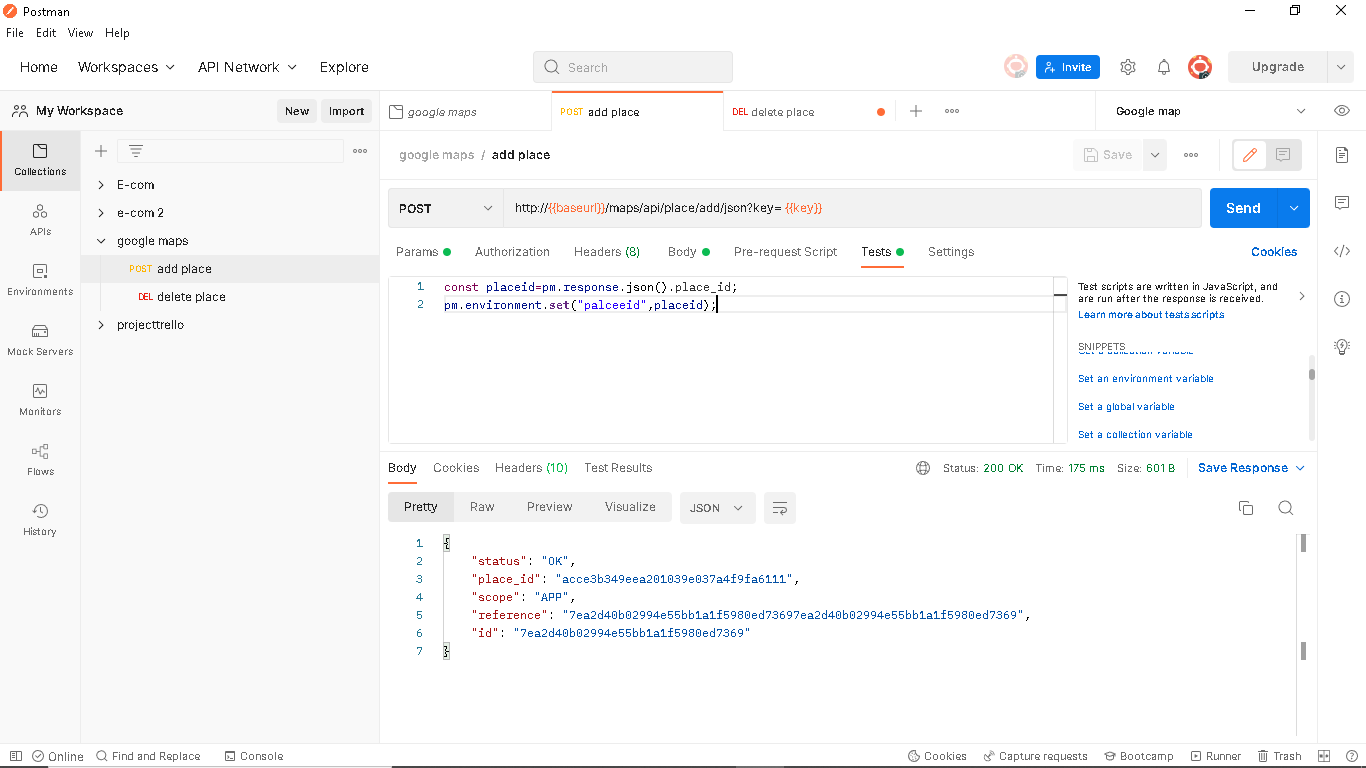 Postman
File Edit View Help
Home Workspaces API Network Explore Search Invite Upgrade
My Workspace New Import google maps POST add place DEL delete place Google map
google maps / add place Save
Collections
APIs
Environments
Mock Servers
Monitors
Flows
History
E-com
e-com 2
google maps
POST add place
DEL delete place
projecttrello
POST http://{{baseurl}}/maps/api/place/add/json?key= {{key}} Send
Params Authorization Headers (8) Body Pre-request Script Tests Settings Cookies
1 const placeid=pm.response.json().place_id;
2 pm.environment.set("palceeid",placeid);
Test scripts are written in JavaScript, and
are run after the response is received.
Learn more about tests scripts
SNIPPETS
Set a collection variable
Set an environment variable
Set a global variable
Set a collection variable
Body Cookies Headers (10) Test Results Status: 200 OK Time: 175 ms Size: 601 B Save Response
Pretty Raw Preview Visualize JSON
1 {
2 "status": "OK",
3 "place_id": "acce3b349eea201039e037a4f9fa6111",
4 "scope": "APP",
5 "reference": "7ea2d40b02994e55bb1a1f5980ed73697ea2d40b02994e55bb1a1f5980ed7369",
6 "id": "7ea2d40b02994e55bb1a1f5980ed7369"
7 }
Online Find and Replace Console Cookies Capture requests Bootcamp Runner Trash